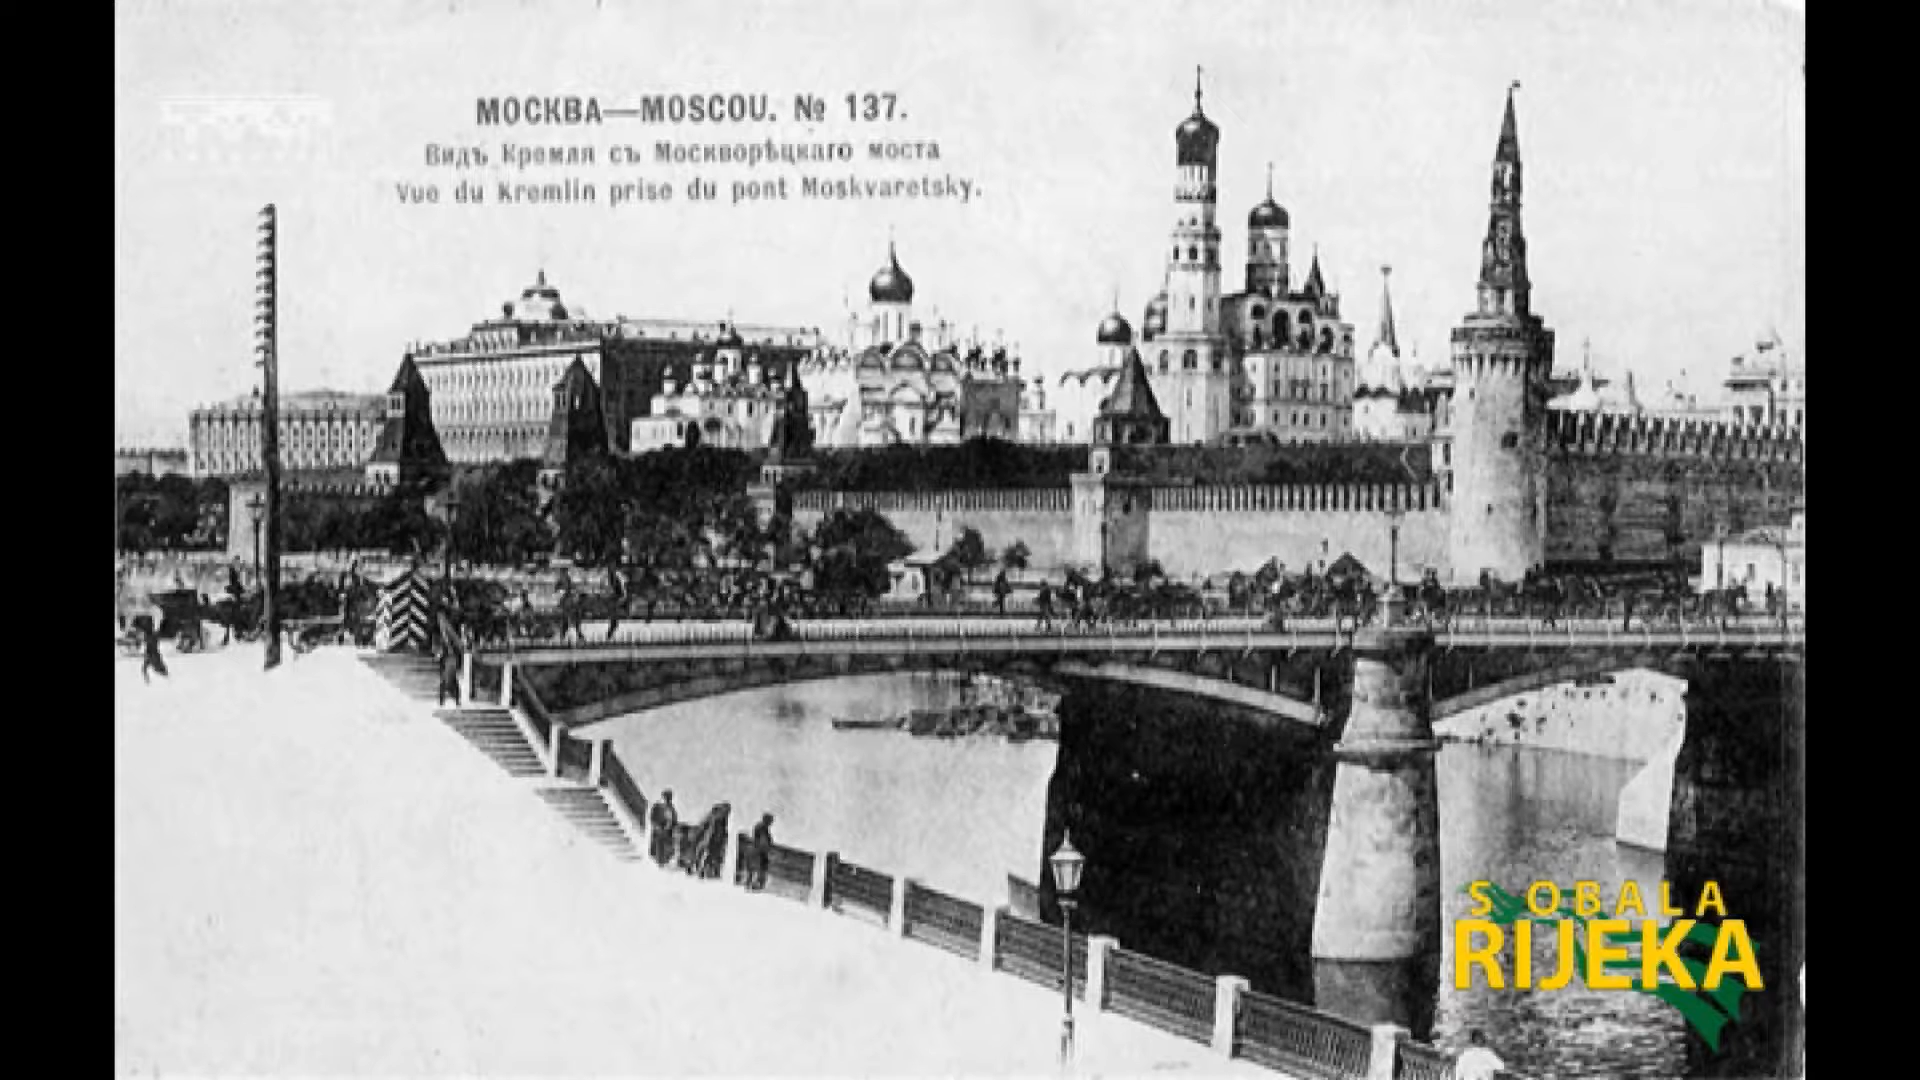 МОСКВА—MOSCOU. № 137.
Видъ Кремля съ Москворѣцкаго моста
Vue du Kremlin prise du pont Moskvaretsky.
S OBALA
RIJEKA